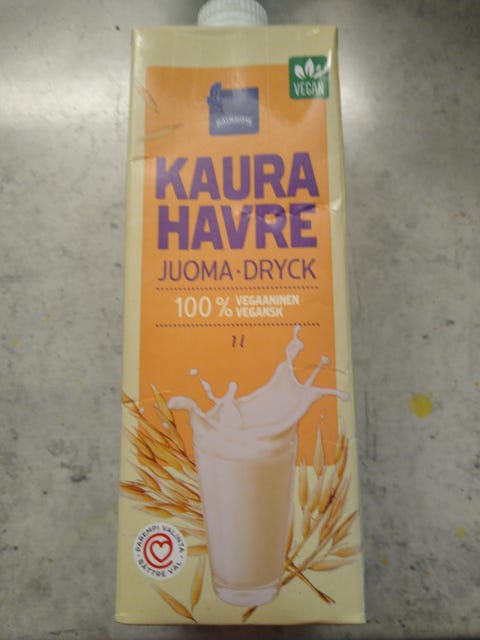 VEGAN
RAINBOW
KAURA
HAVRE
JUOMA·DRYCK
100 % VEGAANINEN
VEGANSK
1 l
PAREMPI VALINTA
BÄTTRE VAL